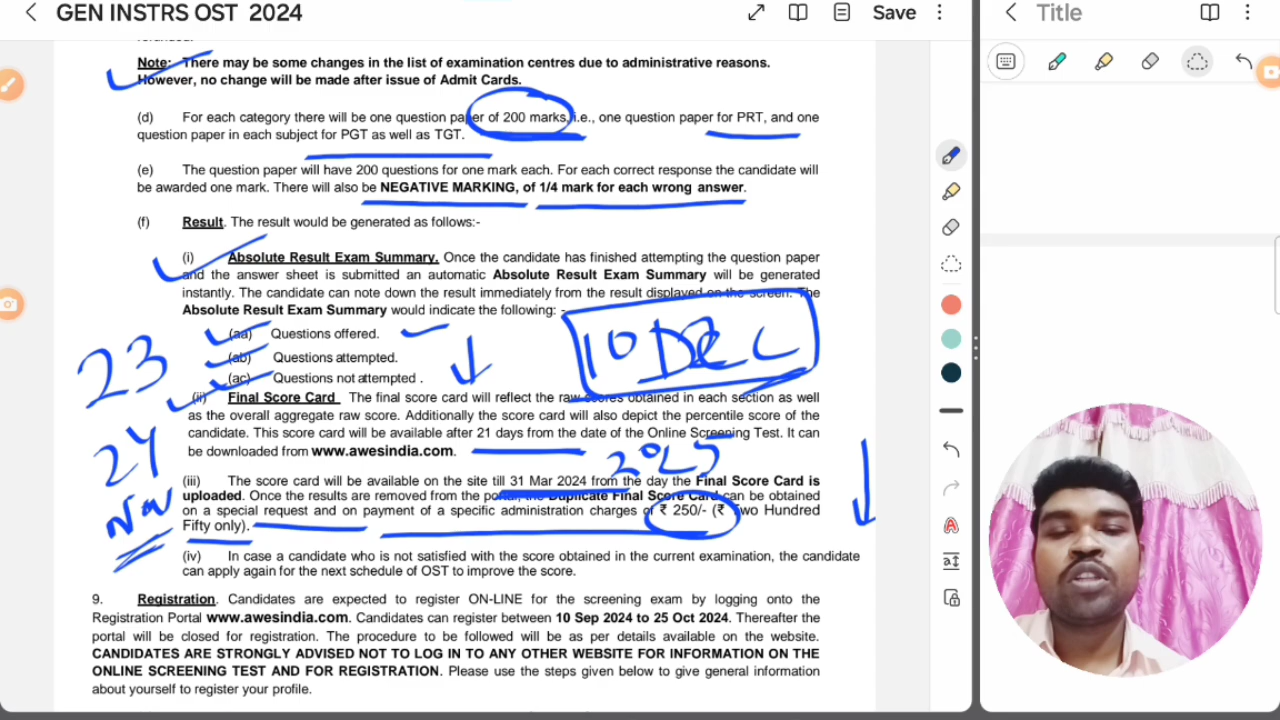 GEN INSTRS OST 2024
Save
Title
Note: There may be some changes in the list of examination centres due to administrative reasons.
However, no change will be made after issue of Admit Cards.
(d) For each category there will be one question paper of 200 marks, i.e., one question paper for PRT, and one
question paper in each subject for PGT as well as TGT.
(e) The question paper will have 200 questions for one mark each. For each correct response the candidate will
be awarded one mark. There will also be NEGATIVE MARKING, of 1/4 mark for each wrong answer.
(f) Result. The result would be generated as follows:-
(i) Absolute Result Exam Summary. Once the candidate has finished attempting the question paper
and the answer sheet is submitted an automatic Absolute Result Exam Summary will be generated
instantly. The candidate can note down the result immediately from the result displayed on the screen. The
Absolute Result Exam Summary would indicate the following: -
(aa) Questions offered.
(ab) Questions attempted.
(ac) Questions not attempted .
10 DEC
23
(ii) Final Score Card The final score card will reflect the raw scores obtained in each section as well
as the overall aggregate raw score. Additionally the score card will also depict the percentile score of the
candidate. This score card will be available after 21 days from the date of the Online Screening Test. It can
be downloaded from www.awesindia.com.
24
Nov
2025
(iii) The score card will be available on the site till 31 Mar 2024 from the day the Final Score Card is
uploaded. Once the results are removed from the portal, the Duplicate Final Score Card can be obtained
on a special request and on payment of a specific administration charges of ₹ 250/- (₹ Two Hundred
Fifty only).
(iv) In case a candidate who is not satisfied with the score obtained in the current examination, the candidate
can apply again for the next schedule of OST to improve the score.
9. Registration. Candidates are expected to register ON-LINE for the screening exam by logging onto the
Registration Portal www.awesindia.com. Candidates can register between 10 Sep 2024 to 25 Oct 2024. Thereafter the
portal will be closed for registration. The procedure to be followed will be as per details available on the website.
CANDIDATES ARE STRONGLY ADVISED NOT TO LOG IN TO ANY OTHER WEBSITE FOR INFORMATION ON THE
ONLINE SCREENING TEST AND FOR REGISTRATION. Please use the steps given below to give general information
about yourself to register your profile.